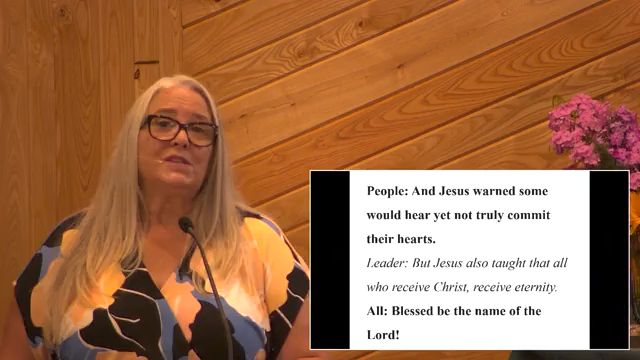 People: And Jesus warned some
would hear yet not truly commit
their hearts.
Leader: But Jesus also taught that all
who receive Christ, receive eternity.
All: Blessed be the name of the
Lord!